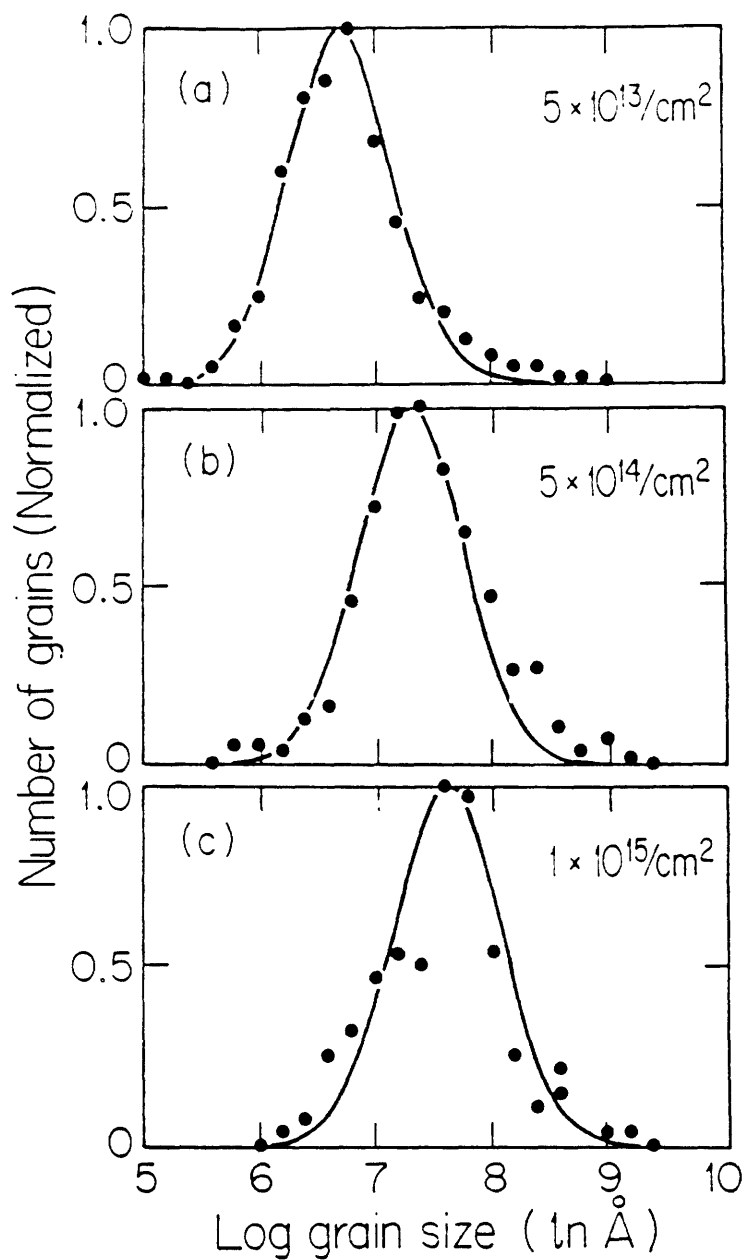 Number of grains (Normalized)
1.0
(a)
5 × 10¹³/cm²
0.5
0
1.0
(b)
5 × 10¹⁴/cm²
0.5
0
1.0
(c)
1 × 10¹⁵/cm²
0.5
0
5 6 7 8 9 10
Log grain size (ln Å)